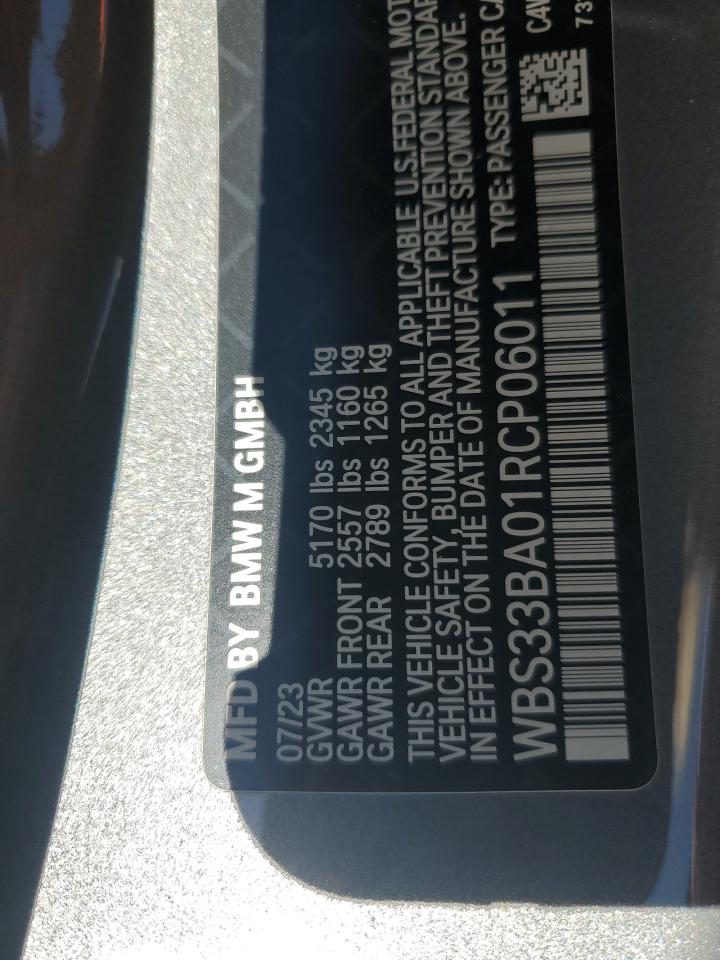 MFD BY BMW M GMBH
07/23
GVWR 5170 lbs 2345 kg
GAWR FRONT 2557 lbs 1160 kg
GAWR REAR 2789 lbs 1265 kg
THIS VEHICLE CONFORMS TO ALL APPLICABLE U.S.FEDERAL MOT
VEHICLE SAFETY, BUMPER AND THEFT PREVENTION STANDAR
IN EFFECT ON THE DATE OF MANUFACTURE SHOWN ABOVE.
WBS33BA01RCP06011 TYPE: PASSENGER CA
C4W
73